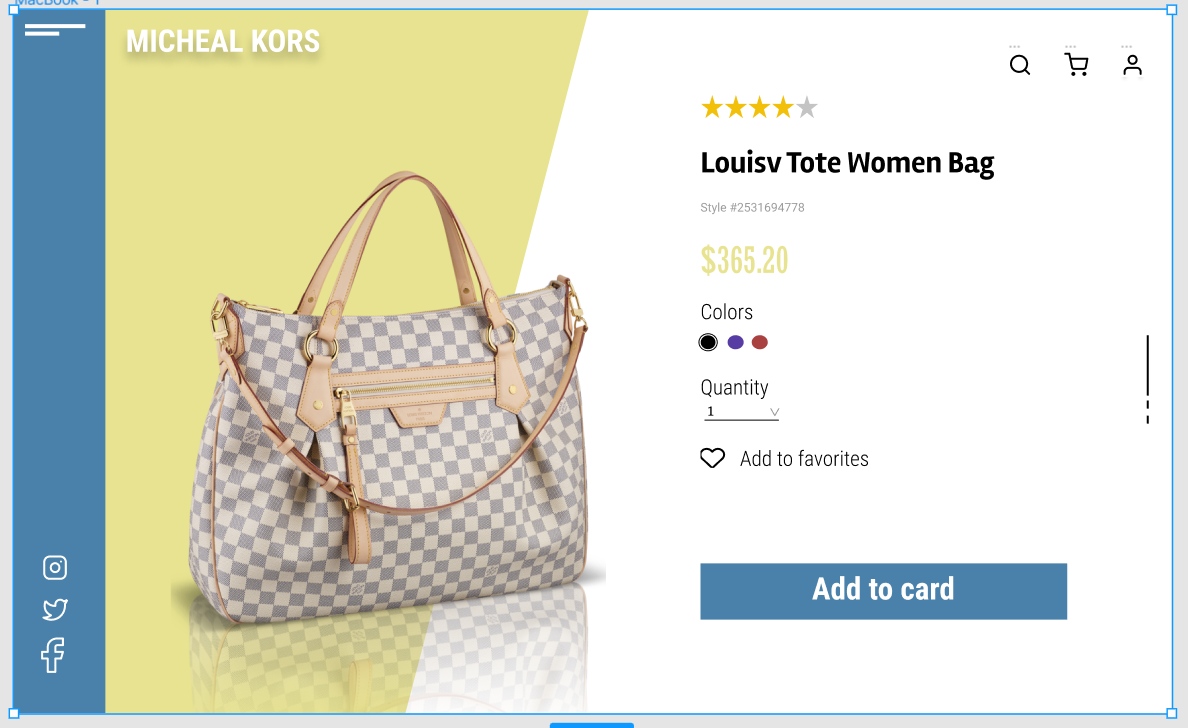 MacBook - 1
MICHEAL KORS
Louisv Tote Women Bag
Style #2531694778
$365.20
Colors
Quantity
1
Add to favorites
Add to card